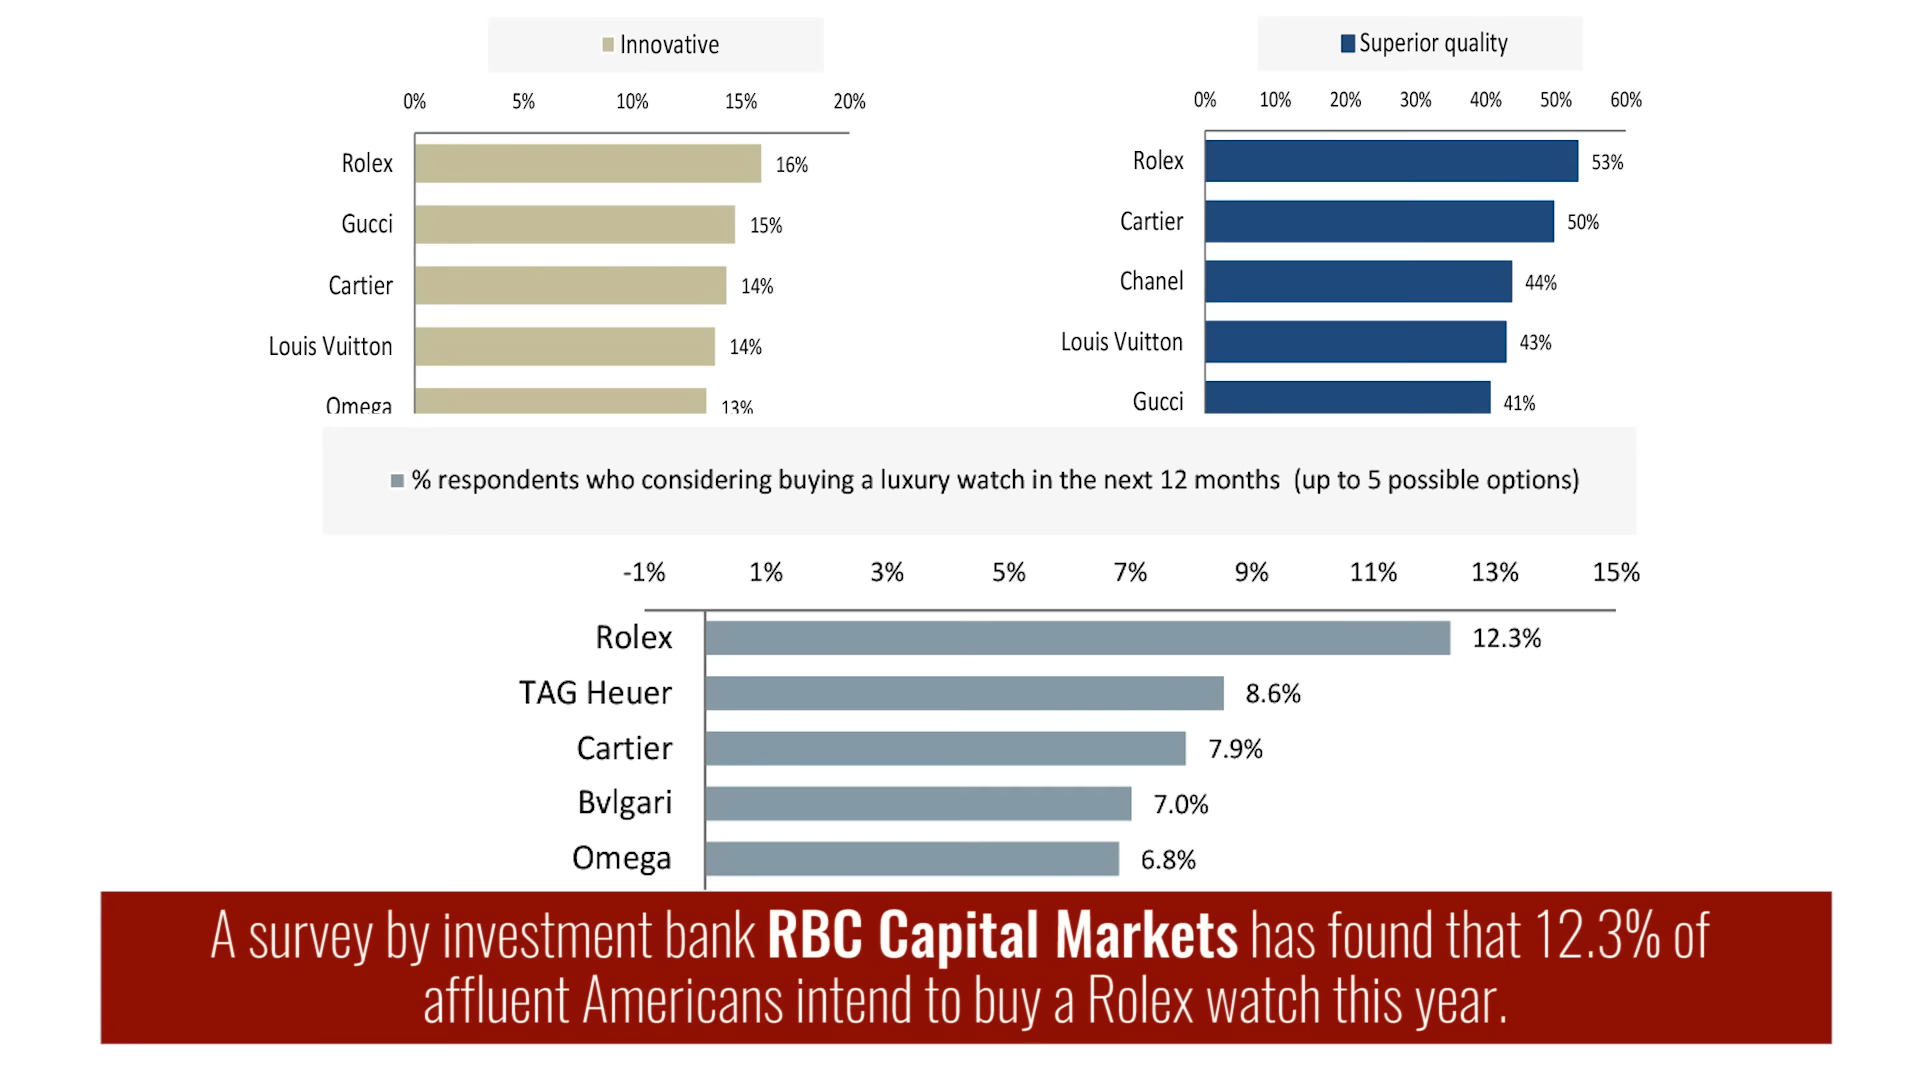 Innovative
0% 5% 10% 15% 20%
Rolex 16%
Gucci 15%
Cartier 14%
Louis Vuitton 14%
Omega 13%
Superior quality
0% 10% 20% 30% 40% 50% 60%
Rolex 53%
Cartier 50%
Chanel 44%
Louis Vuitton 43%
Gucci 41%
% respondents who considering buying a luxury watch in the next 12 months (up to 5 possible options)
-1% 1% 3% 5% 7% 9% 11% 13% 15%
Rolex 12.3%
TAG Heuer 8.6%
Cartier 7.9%
Bvlgari 7.0%
Omega 6.8%
A survey by investment bank RBC Capital Markets has found that 12.3% of
affluent Americans intend to buy a Rolex watch this year.